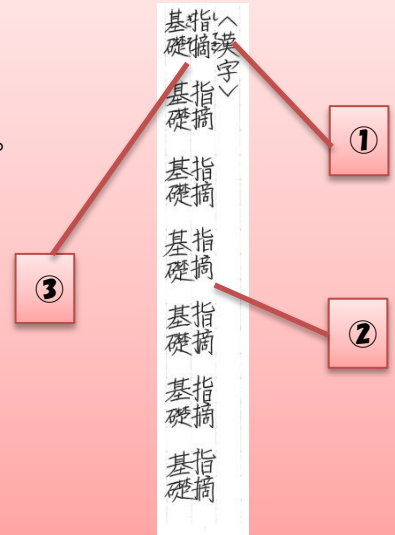 〈漢字〉
指摘 指摘 指摘 指摘 指摘 指摘 指摘
基礎 基礎 基礎 基礎 基礎 基礎 基礎
①
②
③
。